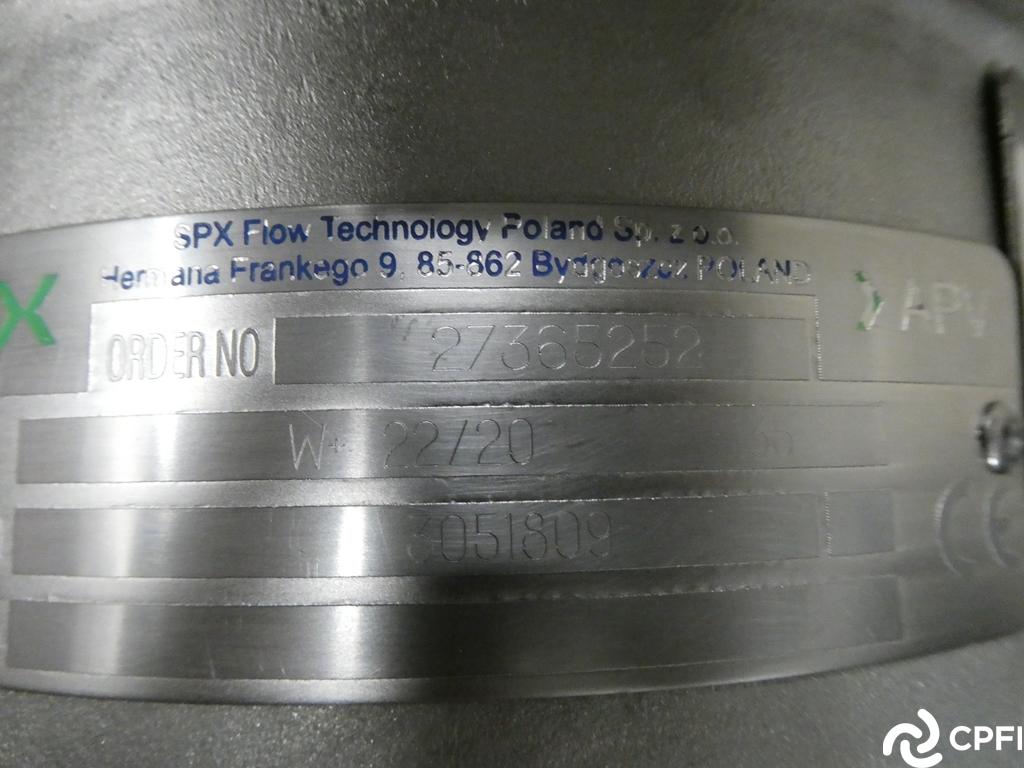 SPX Flow Technology Poland Sp. z o.o.
Hermana Frankego 9, 85-862 Bydgoszcz POLAND
X
APV
ORDER NO 27365252
W+ 22/20
3051809
CE
CPFI